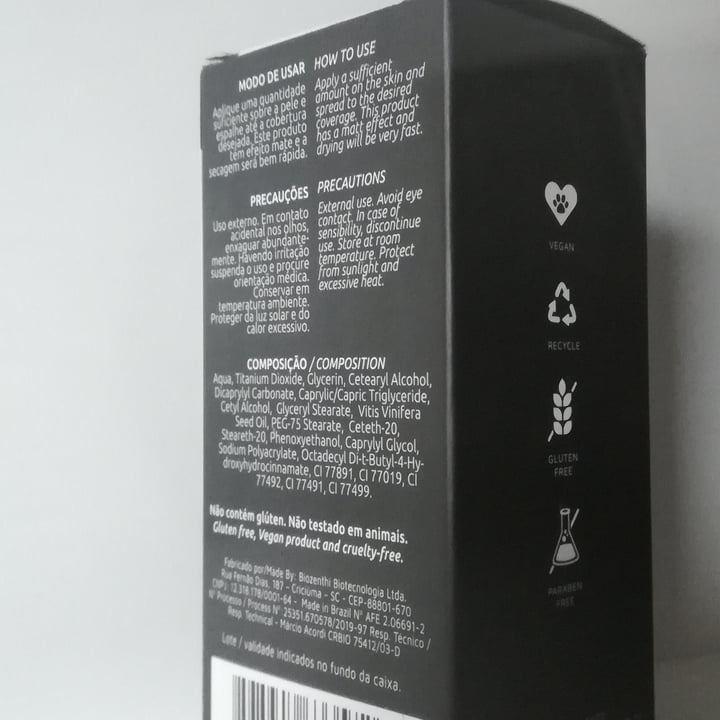 MODO DE USAR
Aplique uma quantidade
suficiente sobre a pele e
espalhe até a cobertura
desejada. Este produto
tem efeito mate e a
secagem será bem rápida.
HOW TO USE
Apply a sufficient
amount on the skin and
spread to the desired
coverage. This product
has a matt effect and
drying will be very fast.
PRECAUÇÕES
Uso externo. Em contato
acidental nos olhos,
enxaguar abundante-
mente. Havendo irritação
suspenda o uso e procure
orientação médica.
Conservar em
temperatura ambiente.
Proteger da luz solar e do
calor excessivo.
PRECAUTIONS
External use. Avoid eye
contact. In case of
sensibility, discontinue
use. Store at room
temperature. Protect
from sunlight and
excessive heat.
COMPOSIÇÃO / COMPOSITION
Aqua, Titanium Dioxide, Glycerin, Cetearyl Alcohol,
Dicaprylyl Carbonate, Caprylic/Capric Triglyceride,
Cetyl Alcohol, Glyceryl Stearate, Vitis Vinifera
Seed Oil, PEG-75 Stearate, Ceteth-20,
Steareth-20, Phenoxyethanol, Caprylyl Glycol,
Sodium Polyacrylate, Octadecyl Di-t-Butyl-4-Hy-
droxyhydrocinnamate, CI 77891, CI 77019, CI
77492, CI 77491, CI 77499.
Não contém glúten. Não testado em animais.
Gluten free, Vegan product and cruelty-free.
Fabricado por/Made By: Biozenthi Biotecnologia Ltda.
Rua Fernão Dias, 187 - Criciúma - SC - CEP-88801-670
CNPJ: 12.318.178/0001-64 - Made in Brazil Nº AFE 2.06691-2
Nº Processo / Process Nº 25351.670578/2019-97 Resp. Técnico /
Resp. Technical - Márcio Acordi CRBIO 75412/03-D
Lote / validade indicados no fundo da caixa.
VEGAN
RECYCLE
GLUTEN
FREE
PARABEN
FREE